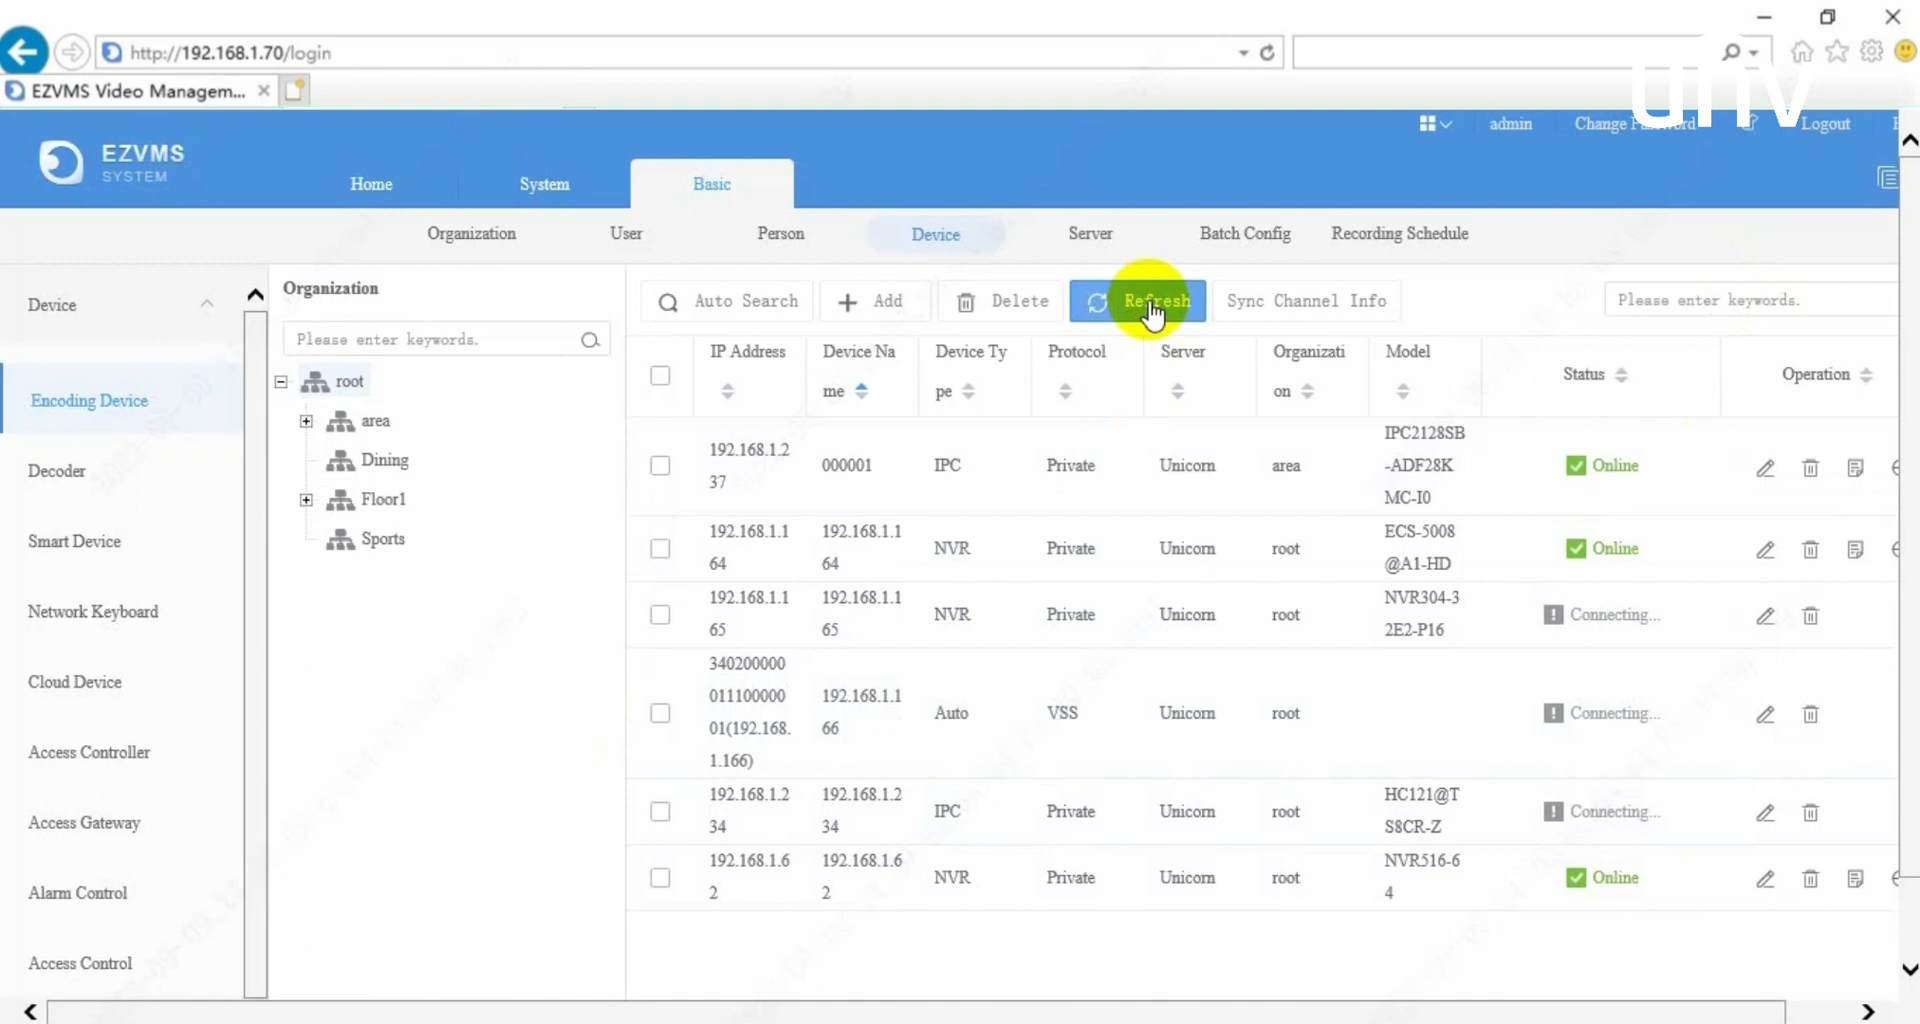 http://192.168.1.70/login
EZVMS Video Managem...
unv
admin
Change Password
Logout
EZVMS
SYSTEM
Home
System
Basic
Organization
User
Person
Device
Server
Batch Config
Recording Schedule
Device
Encoding Device
Decoder
Smart Device
Network Keyboard
Cloud Device
Access Controller
Access Gateway
Alarm Control
Access Control
Organization
Please enter keywords.
root
area
Dining
Floor1
Sports
Auto Search
Add
Delete
Refresh
Sync Channel Info
Please enter keywords.
IP Address
Device Na
me
Device Ty
pe
Protocol
Server
Organizati
on
Model
Status
Operation
192.168.1.2
37
000001
IPC
Private
Unicorn
area
IPC2128SB
-ADF28K
MC-I0
Online
192.168.1.1
64
192.168.1.1
64
NVR
Private
Unicorn
root
ECS-5008
@A1-HD
Online
192.168.1.1
65
192.168.1.1
65
NVR
Private
Unicorn
root
NVR304-3
2E2-P16
Connecting...
340200000
011100000
01(192.168.
1.166)
192.168.1.1
66
Auto
VSS
Unicorn
root
Connecting...
192.168.1.2
34
192.168.1.2
34
IPC
Private
Unicorn
root
HC121@T
S8CR-Z
Connecting...
192.168.1.6
2
192.168.1.6
2
NVR
Private
Unicorn
root
NVR516-6
4
Online